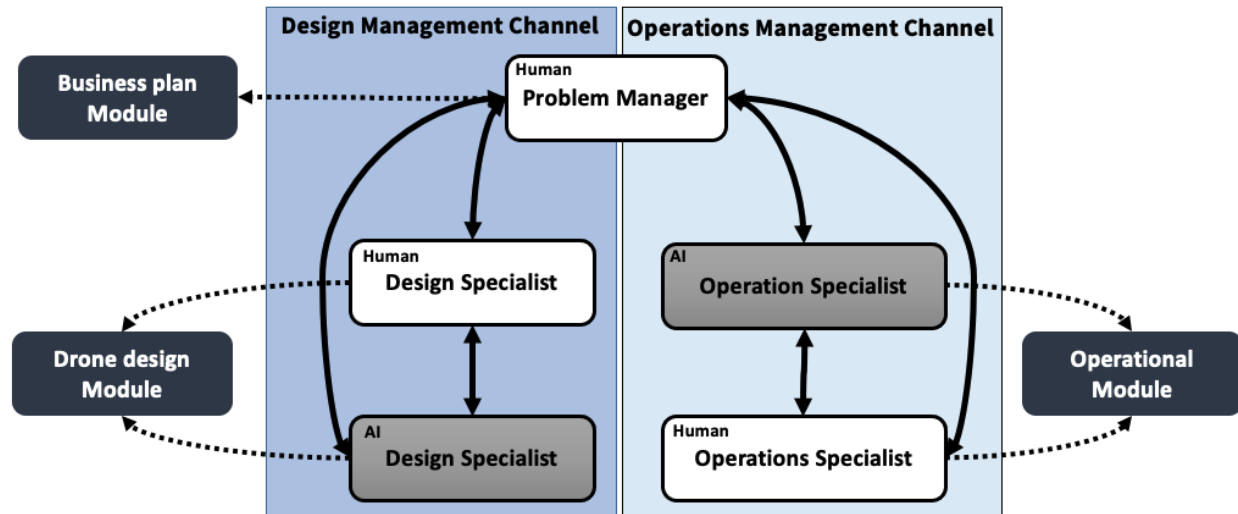 Design Management Channel
Operations Management Channel
Human
Problem Manager
Business plan
Module
Human
Design Specialist
AI
Operation Specialist
Drone design
Module
Operational
Module
AI
Design Specialist
Human
Operations Specialist